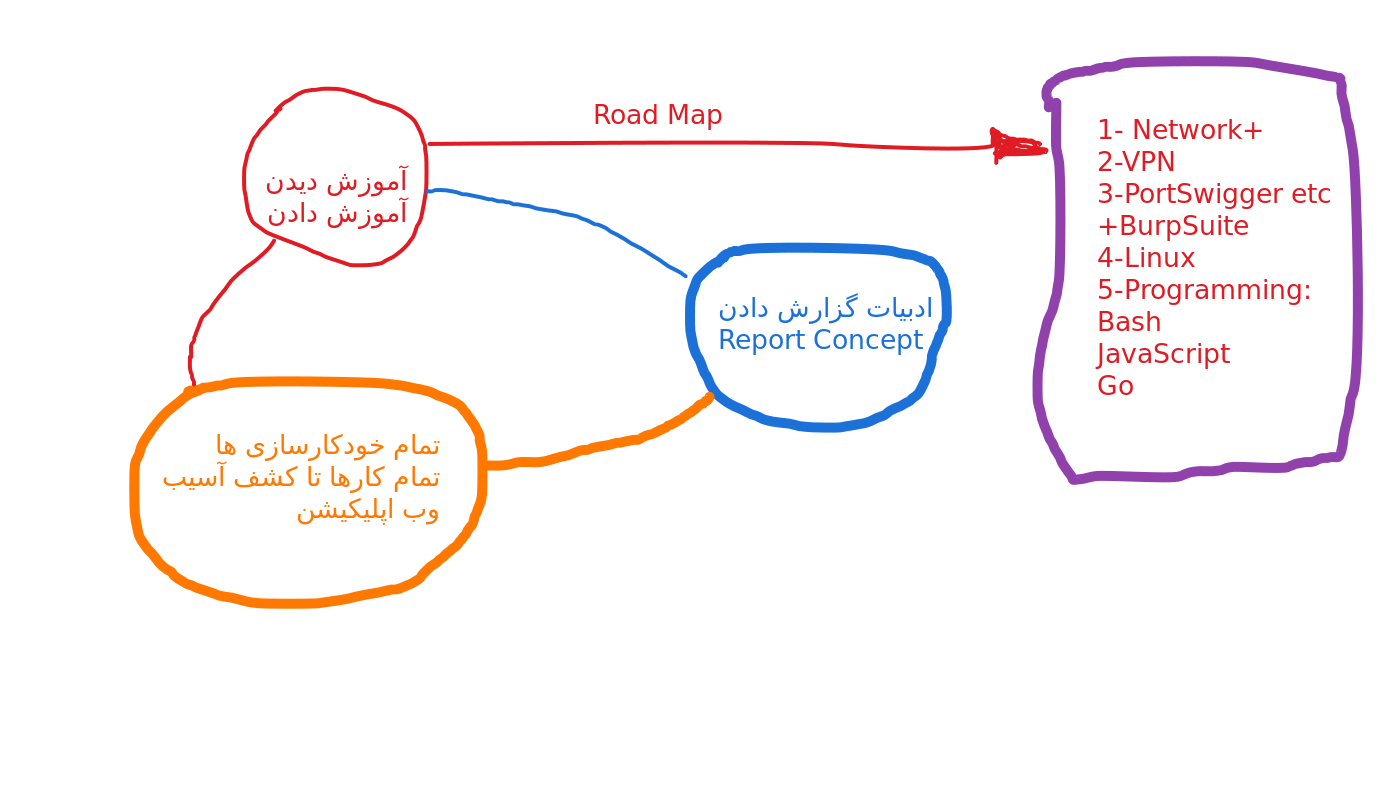 Road Map
آموزش دیدن
آموزش دادن
1- Network+
2-VPN
3-PortSwigger etc
+BurpSuite
4-Linux
5-Programming:
Bash
JavaScript
Go
ادبیات گزارش دادن
Report Concept
تمام خودکارسازی ها
تمام کارها تا کشف آسیب
وب اپلیکیشن